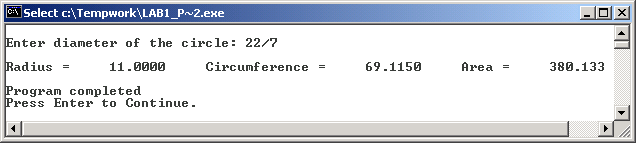 Select c:\Tempwork\LAB1_P~2.exe
Enter diameter of the circle: 22/7
Radius = 11.0000 Circumference = 69.1150 Area = 380.133
Program completed
Press Enter to Continue.